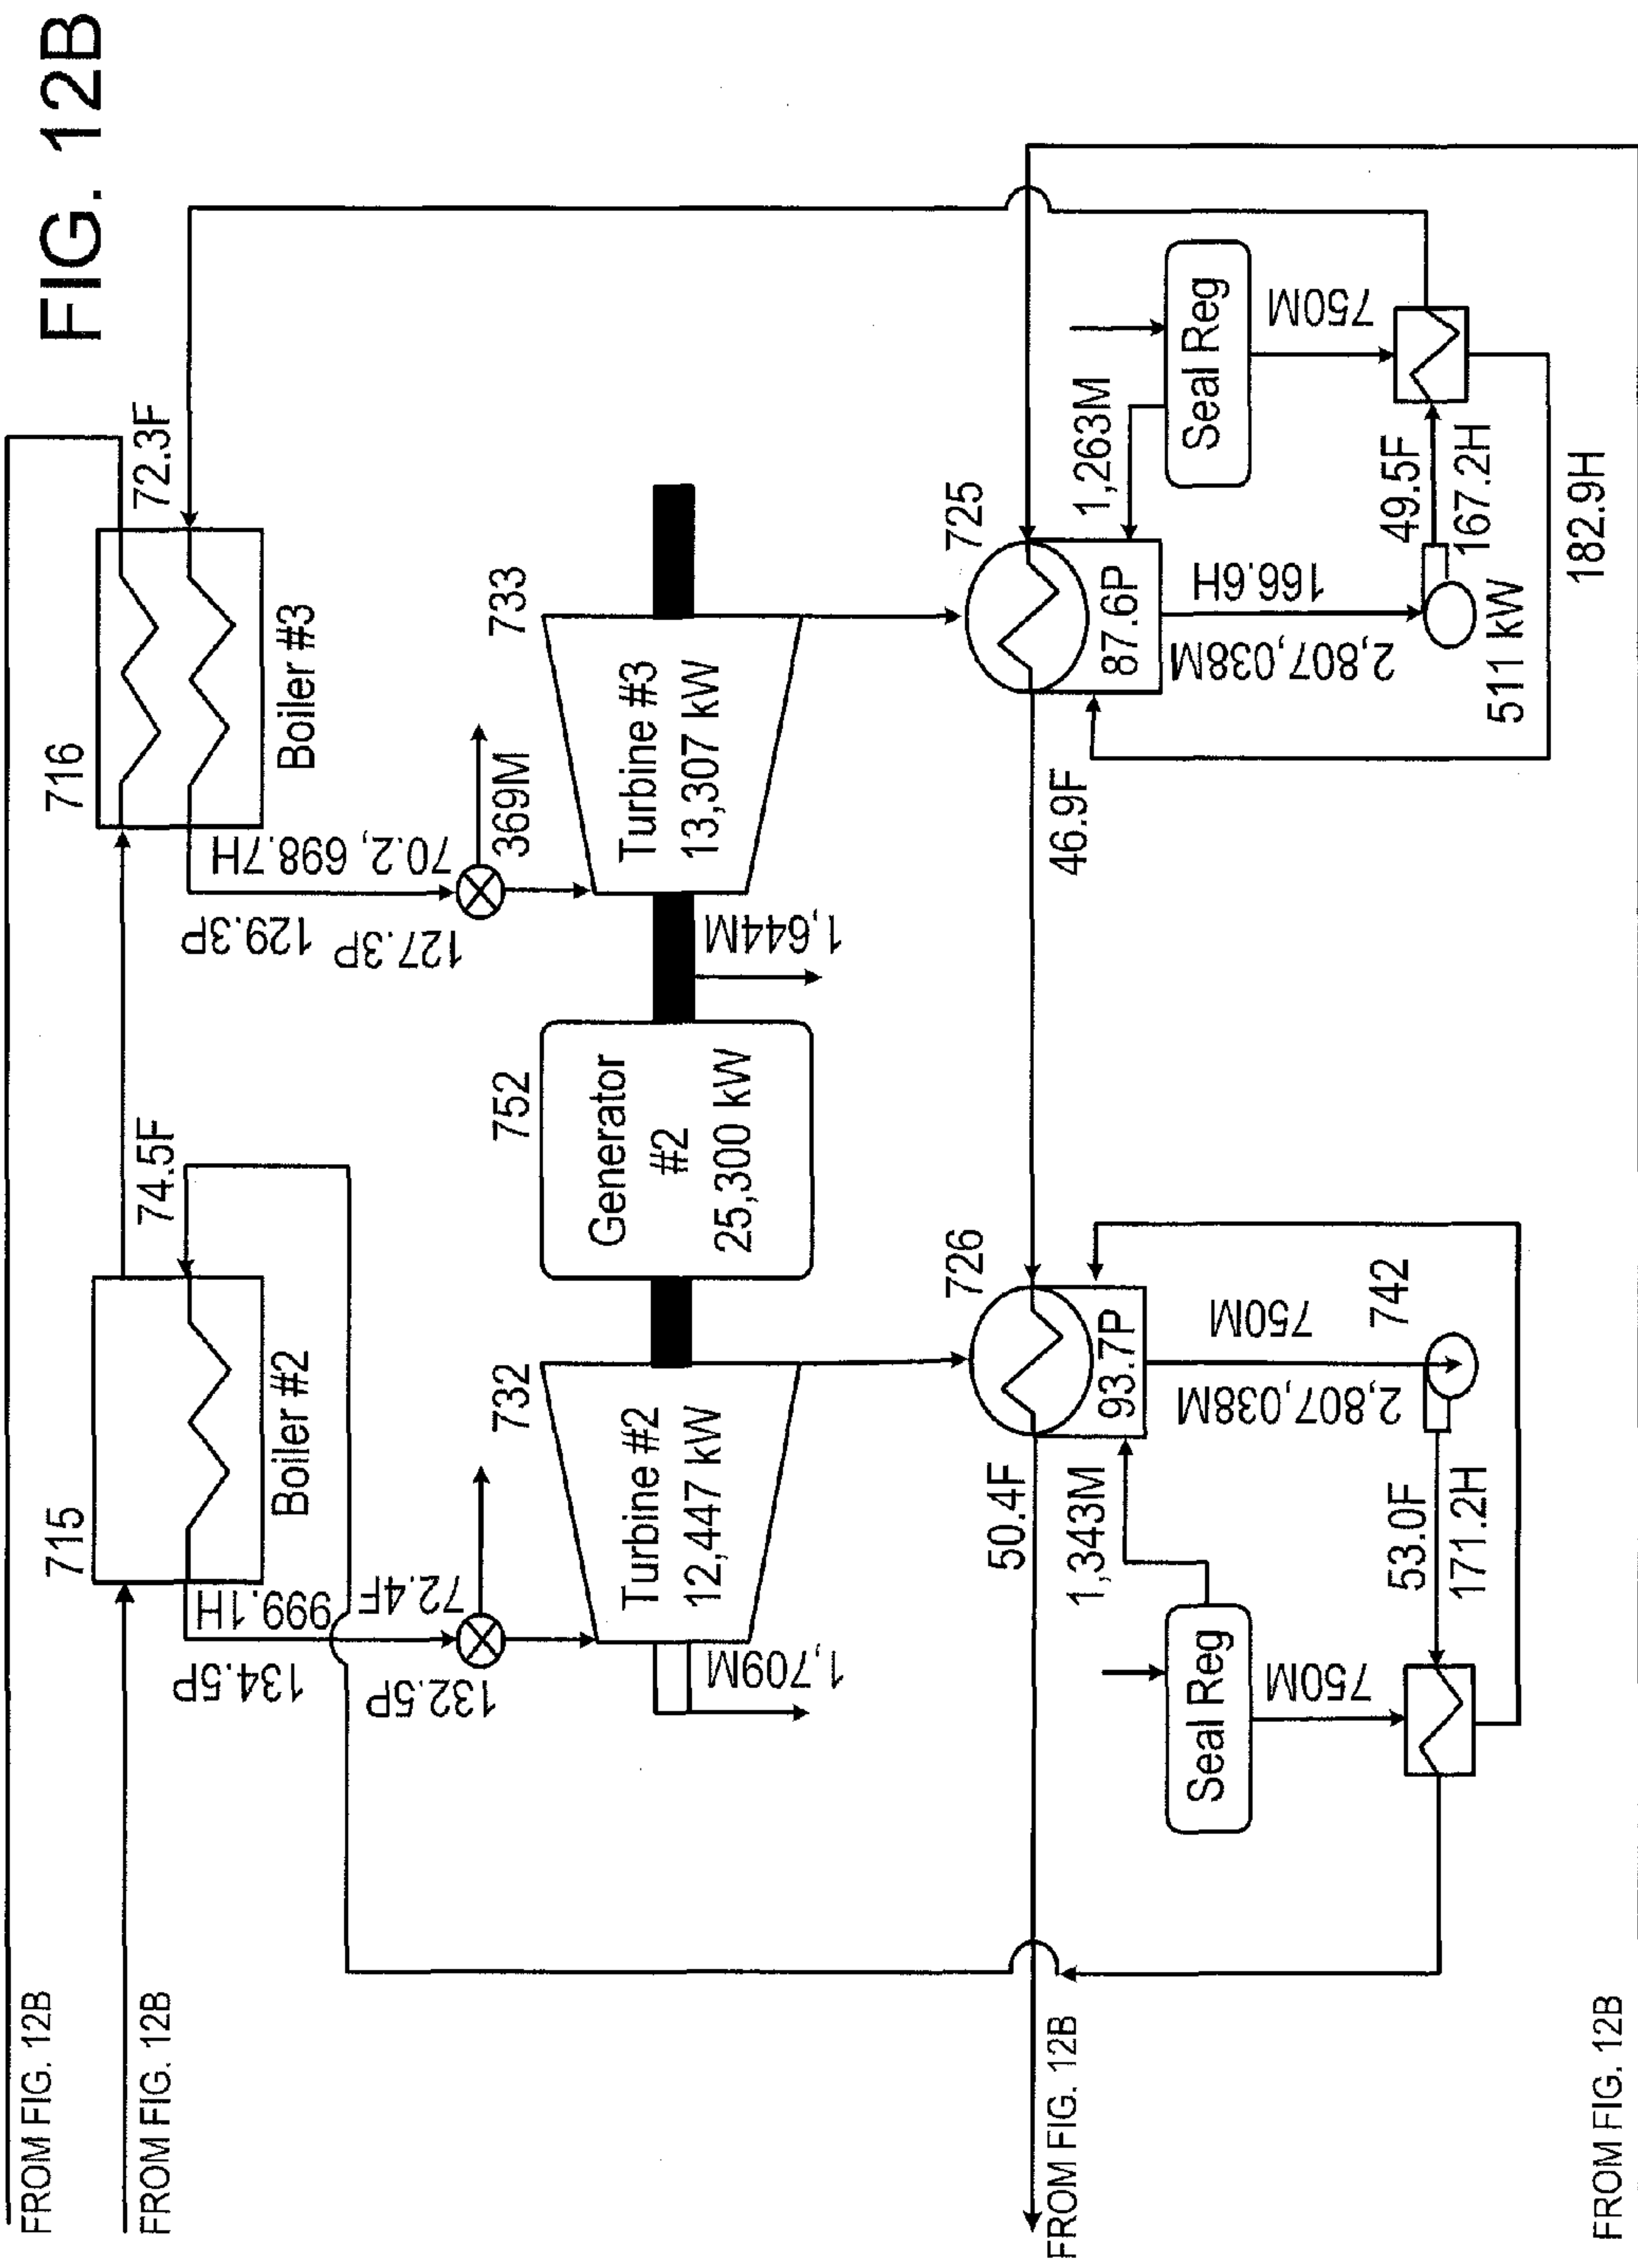 FIG. 12B
FROM FIG. 12B
FROM FIG. 12B
715
Boiler #2
74.5F
716
Boiler #3
72.3F
999.1H
134.5P
72.4F
132.5P
70.2, 698.7H
129.3P
127.3P
369M
732
Turbine #2
12,447 kW
1,709M
752
Generator
#2
25,300 kW
733
Turbine #3
13,307 kW
1,644M
50.4F
726
93.7P
46.9F
725
87.6P
1,343M
Seal Reg
750M
2,807,038M
750M
742
53.0F
171.2H
1,263M
Seal Reg
750M
166.6H
2,807,038M
49.5F
167.2H
511 kW
182.9H
FROM FIG. 12B
FROM FIG. 12B